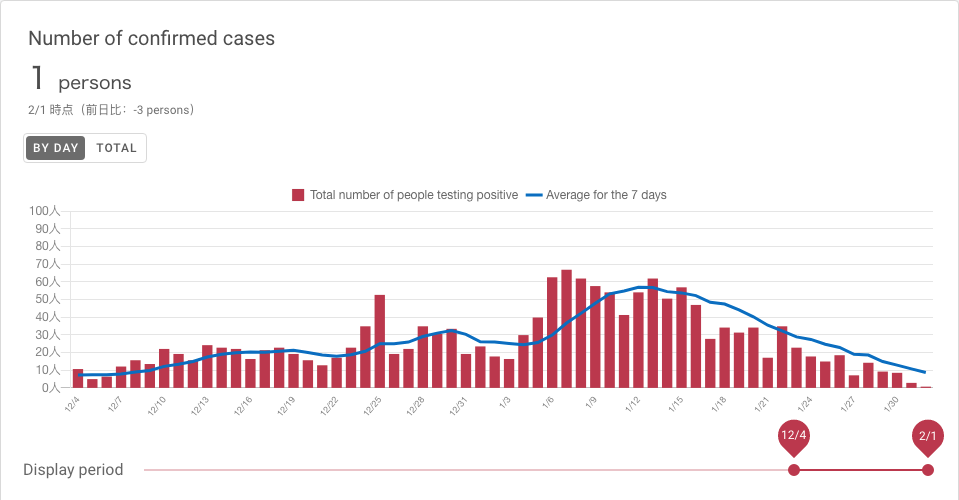 Number of confirmed cases
1 persons
2/1 時点（前日比：-3 persons）
BY DAY TOTAL
Total number of people testing positive Average for the 7 days
100人
90人
80人
70人
60人
50人
40人
30人
20人
10人
0人
12/4 12/7 12/10 12/13 12/16 12/19 12/22 12/25 12/28 12/31 1/3 1/6 1/9 1/12 1/15 1/18 1/21 1/24 1/27 1/30
12/4 2/1
Display period